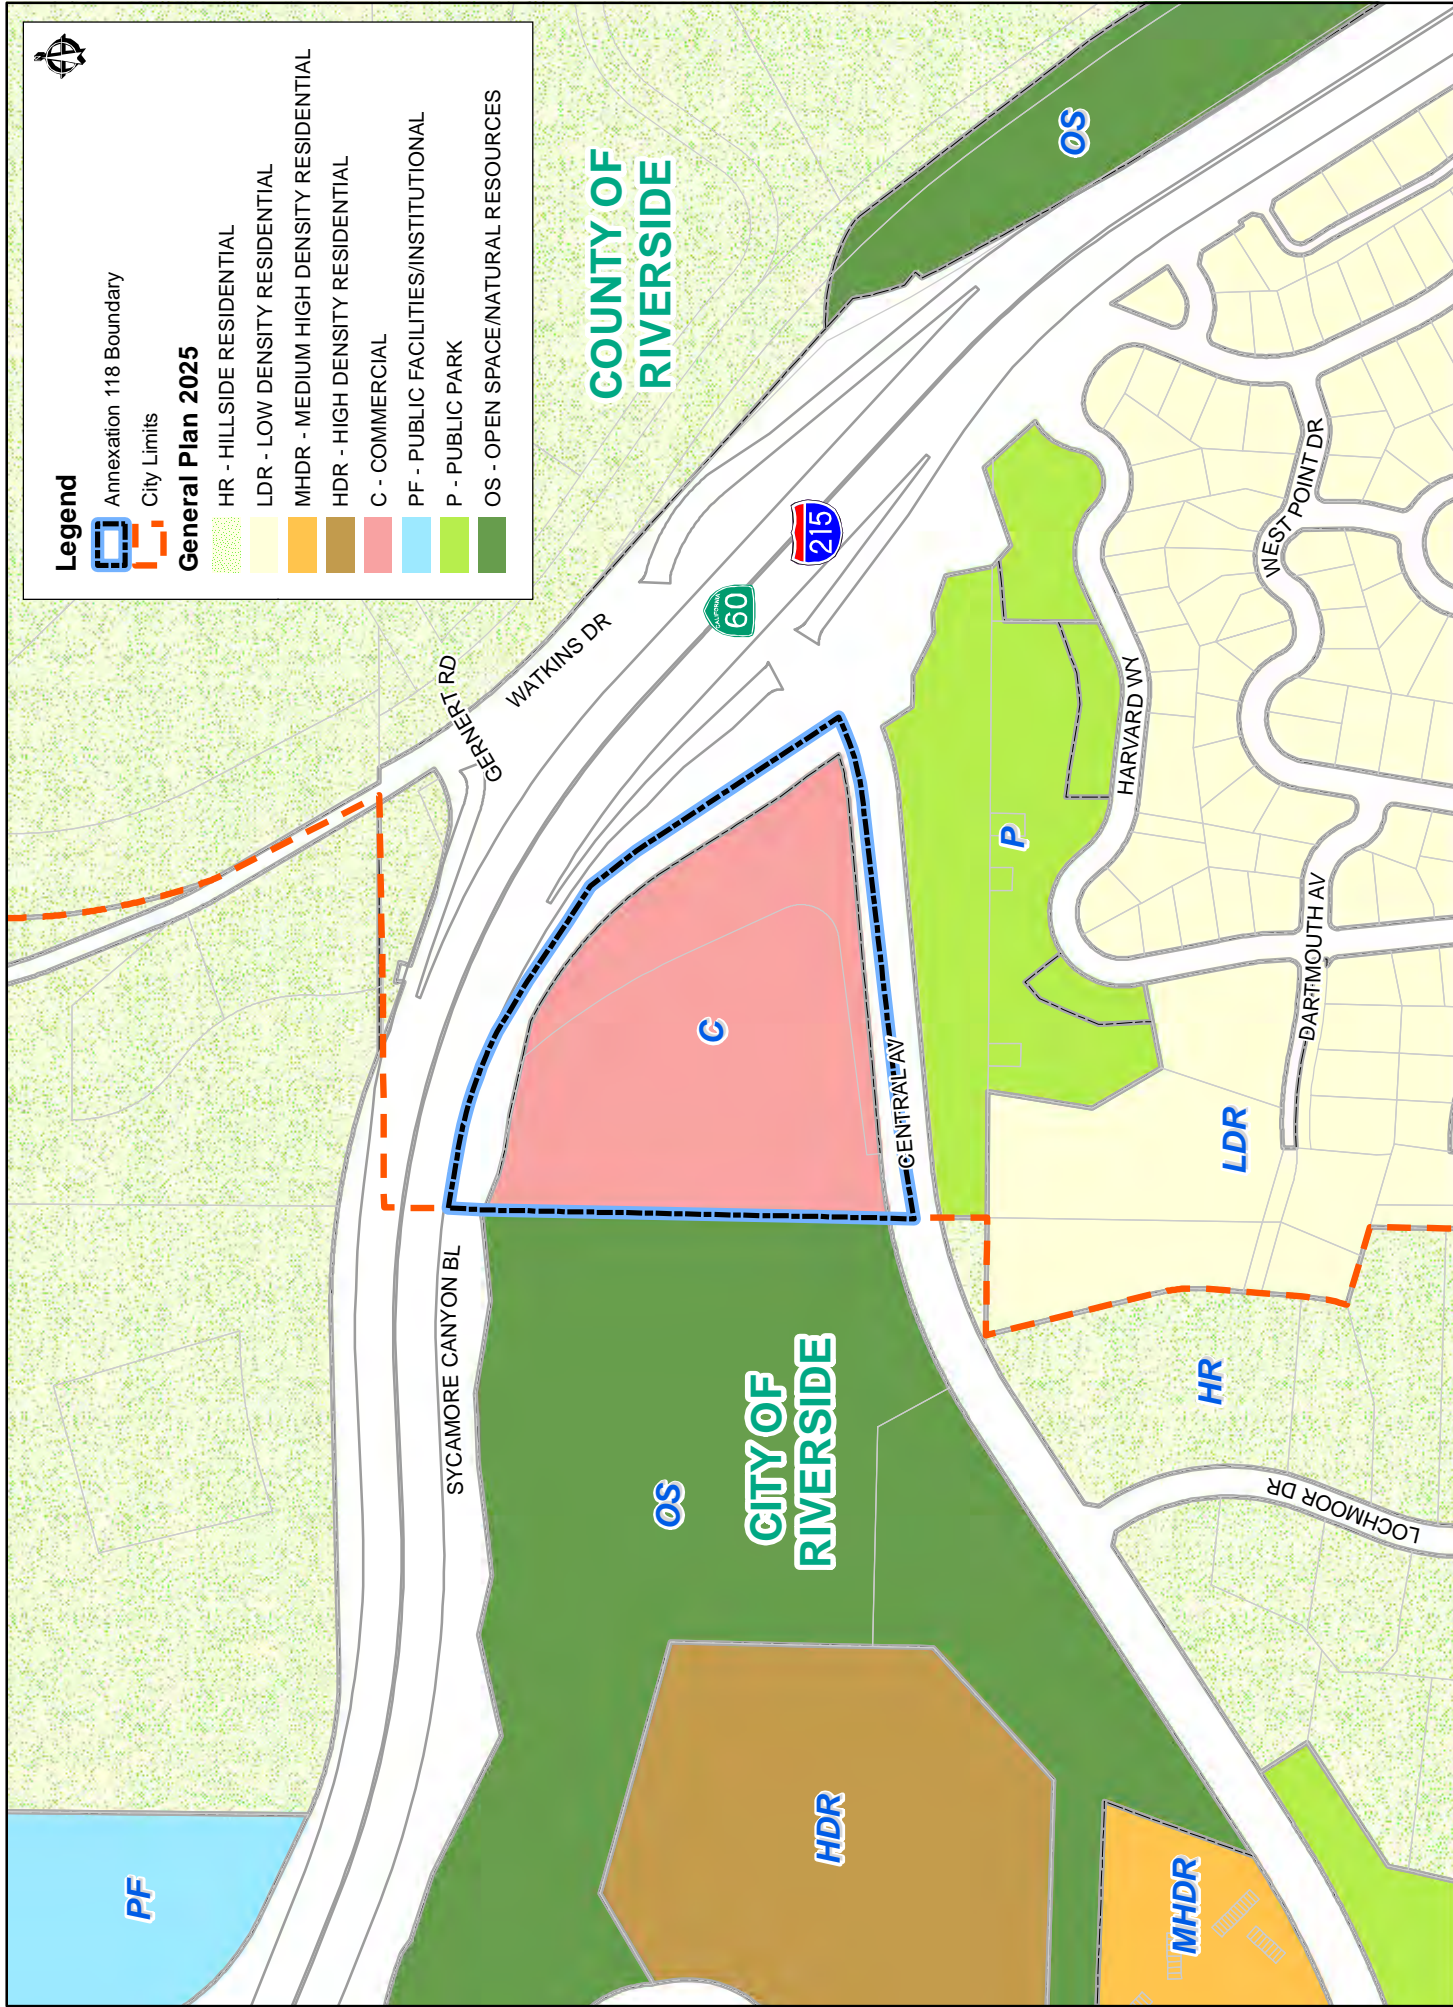 Legend
Annexation 118 Boundary
City Limits
General Plan 2025
HR - HILLSIDE RESIDENTIAL
LDR - LOW DENSITY RESIDENTIAL
MHDR - MEDIUM HIGH DENSITY RESIDENTIAL
HDR - HIGH DENSITY RESIDENTIAL
C - COMMERCIAL
PF - PUBLIC FACILITIES/INSTITUTIONAL
P - PUBLIC PARK
OS - OPEN SPACE/NATURAL RESOURCES
COUNTY OF
RIVERSIDE
OS
GERNERT RD
WATKINS DR
CALIFORNIA
60
215
SYCAMORE CANYON BL
C
CENTRAL AV
P
HARVARD WY
WEST POINT DR
DARTMOUTH AV
LDR
HR
LOCHMOOR DR
OS
CITY OF
RIVERSIDE
PF
HDR
MHDR